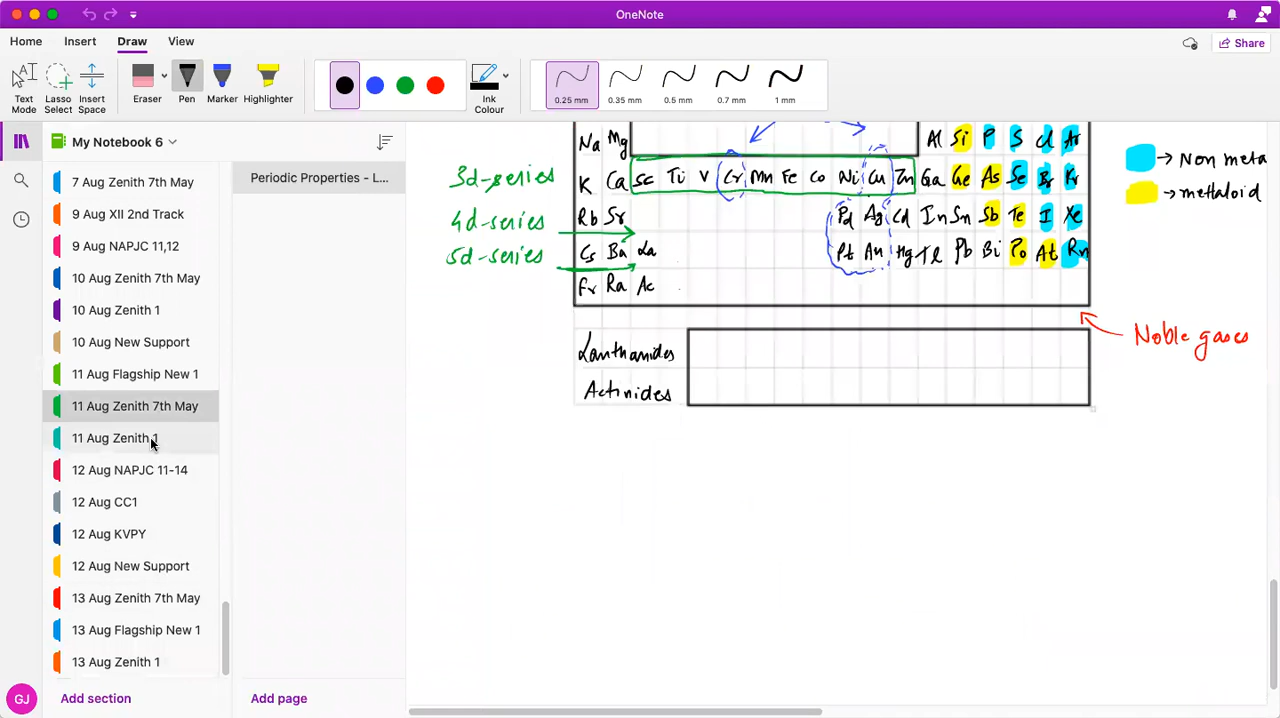 OneNote
Home Insert Draw View
Share
Text Mode
Lasso Select
Insert Space
Eraser
Pen
Marker
Highlighter
0.25 mm 0.35 mm 0.5 mm 0.7 mm 1 mm
Ink Colour
My Notebook 6
7 Aug Zenith 7th May
9 Aug XII 2nd Track
9 Aug NAPJC 11,12
10 Aug Zenith 7th May
10 Aug Zenith 1
10 Aug New Support
11 Aug Flagship New 1
11 Aug Zenith 7th May
11 Aug Zenith 1
12 Aug NAPJC 11-14
12 Aug CC1
12 Aug KVPY
12 Aug New Support
13 Aug Zenith 7th May
13 Aug Flagship New 1
13 Aug Zenith 1
GJ
Add section
Periodic Properties - L...
Add page
Na Mg Al Si P S Cl Ar
3d-series K Ca Sc Ti V Cr Mn Fe Co Ni Cu Zn Ga Ge As Se Br Kr
4d-series Rb Sr Pd Ag Cd In Sn Sb Te I Xe
5d-series Cs Ba La Pt Au Hg Tl Pb Bi Po At Rn
Fr Ra Ac
→ Non meta
→ metaloid
Noble gases
Lanthanides
Actinides